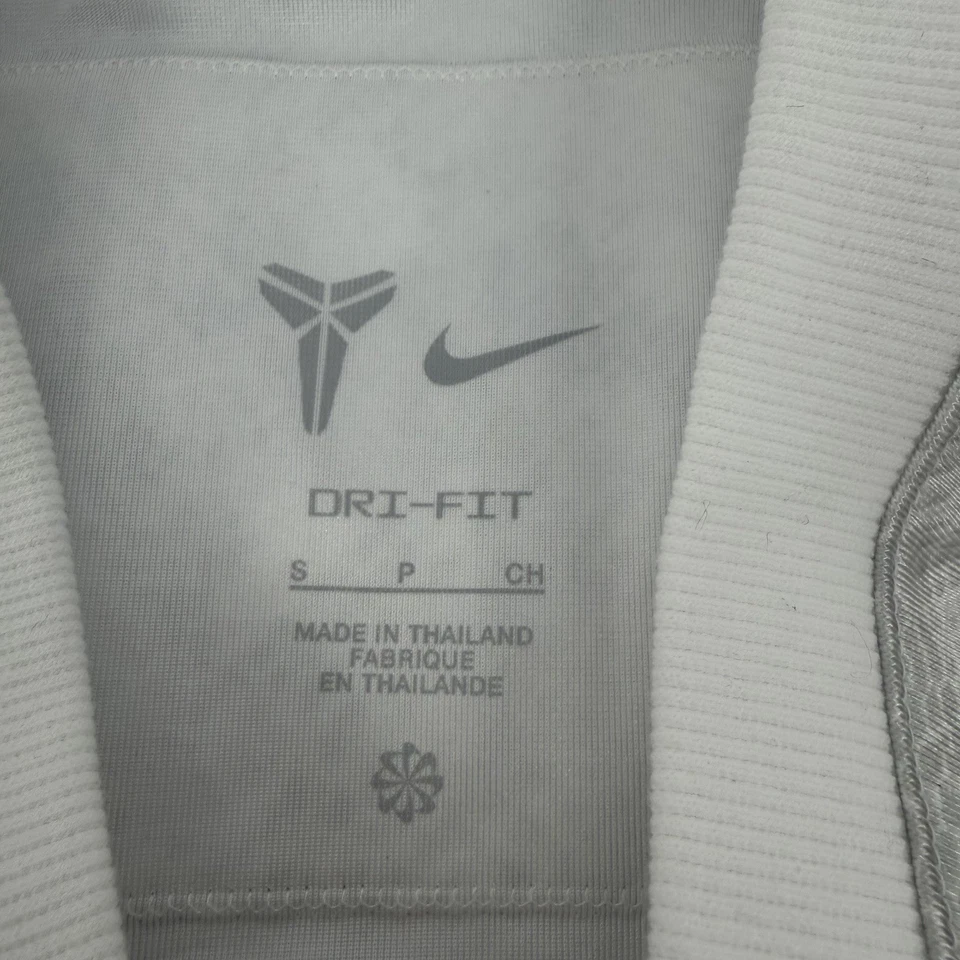 DRI-FIT
S P CH
MADE IN THAILAND
FABRIQUE
EN THAILANDE